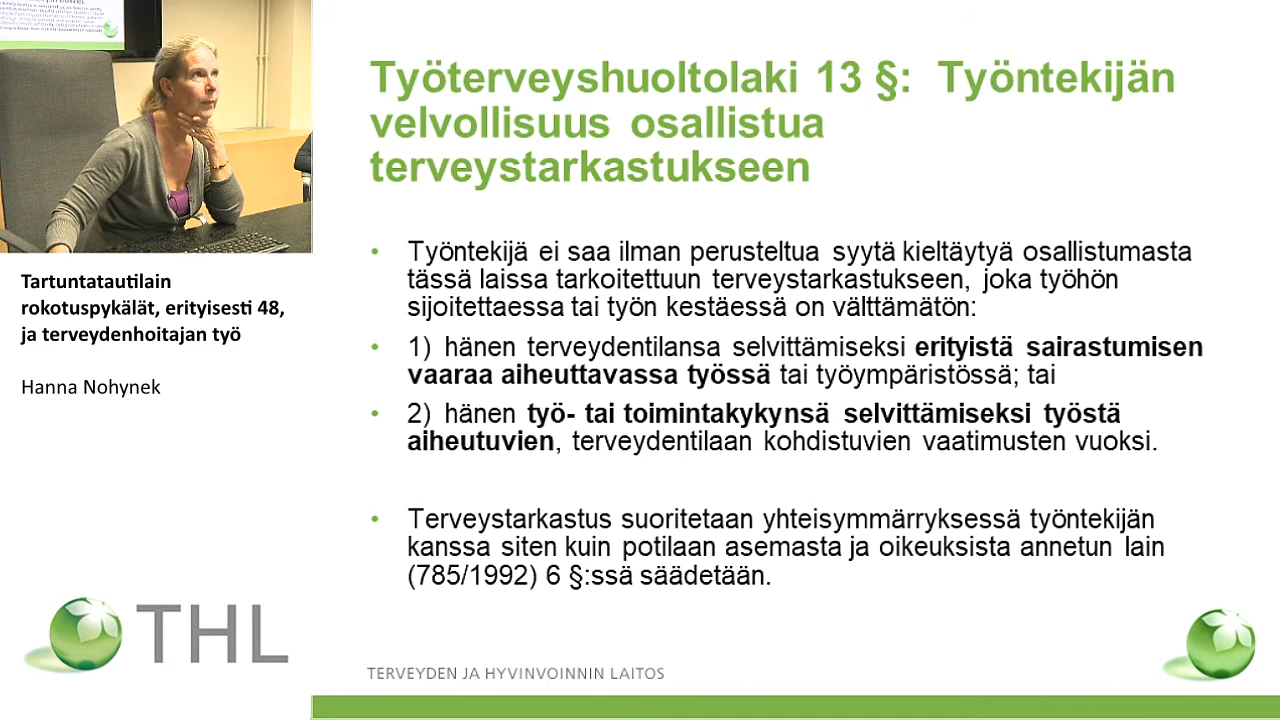 Työterveyshuoltolaki 13 §: Työntekijän
velvollisuus osallistua
terveystarkastukseen
• Työntekijä ei saa ilman perusteltua syytä kieltäytyä osallistumasta
tässä laissa tarkoitettuun terveystarkastukseen, joka työhön
sijoitettaessa tai työn kestäessä on välttämätön:
• 1) hänen terveydentilansa selvittämiseksi erityistä sairastumisen
vaaraa aiheuttavassa työssä tai työympäristössä; tai
• 2) hänen työ- tai toimintakykynsä selvittämiseksi työstä
aiheutuvien, terveydentilaan kohdistuvien vaatimusten vuoksi.
• Terveystarkastus suoritetaan yhteisymmärryksessä työntekijän
kanssa siten kuin potilaan asemasta ja oikeuksista annetun lain
(785/1992) 6 §:ssä säädetään.
Tartuntatautilain
rokotuspykälät, erityisesti 48,
ja terveydenhoitajan työ
Hanna Nohynek
THL
TERVEYDEN JA HYVINVOINNIN LAITOS